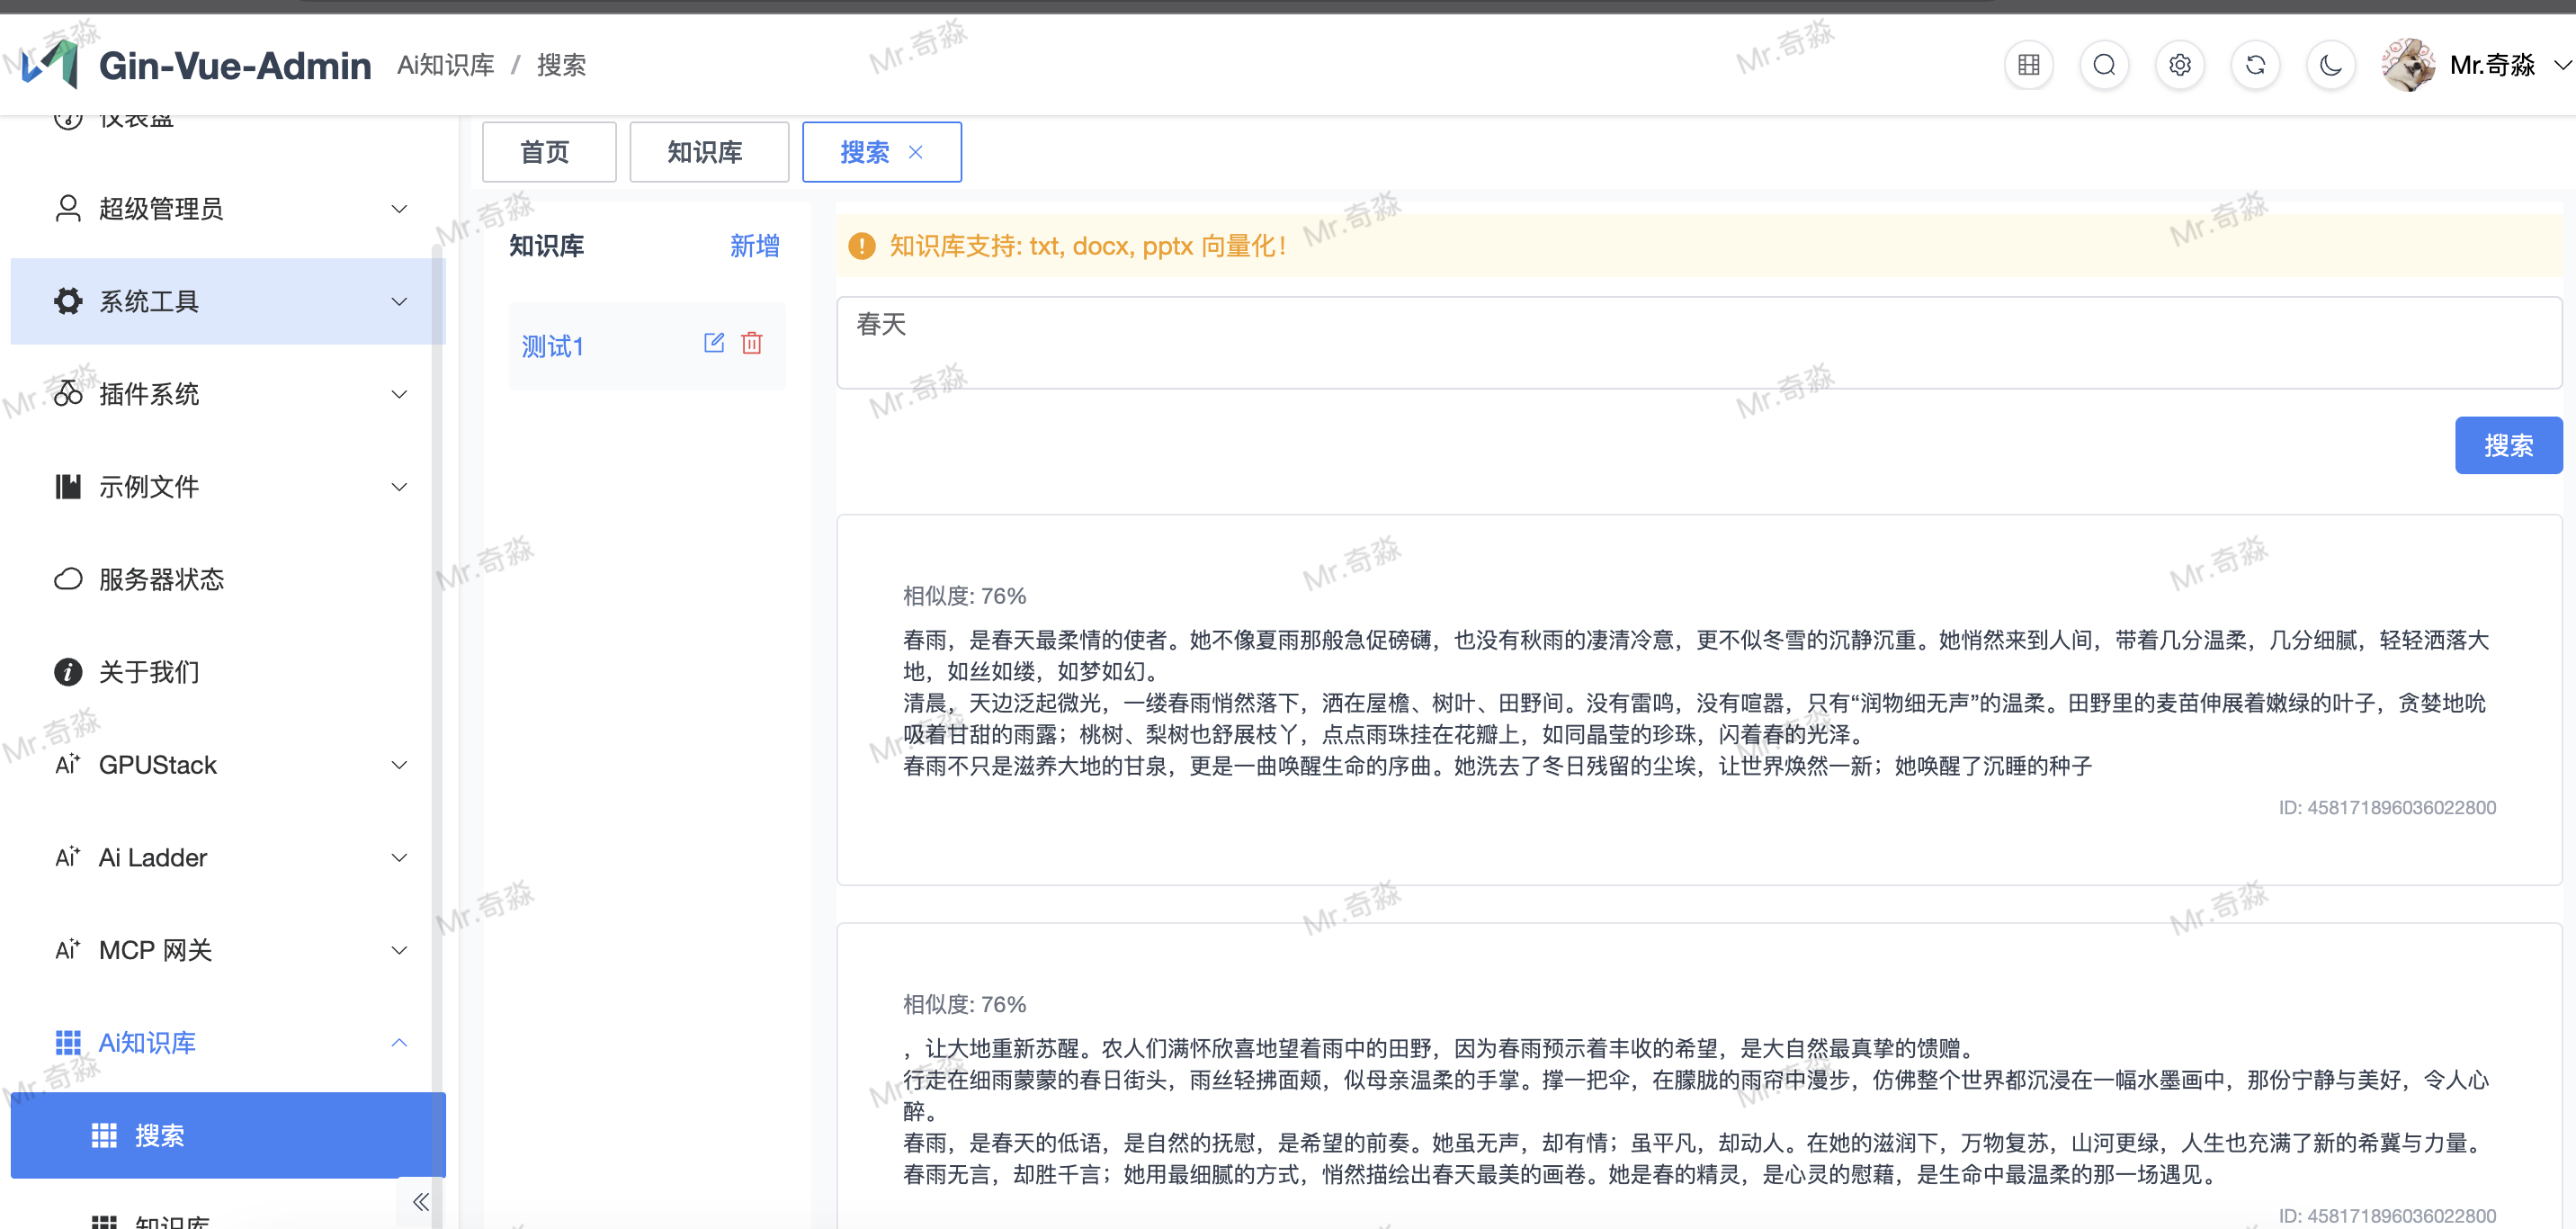 Gin-Vue-Admin
Ai知识库 / 搜索
Mr.奇淼
仪表盘
超级管理员
系统工具
插件系统
示例文件
服务器状态
关于我们
GPUStack
Ai Ladder
MCP 网关
Ai知识库
搜索
知识库
首页
知识库
搜索
知识库
新增
测试1
知识库支持: txt, docx, pptx 向量化!
春天
搜索
相似度: 76%
春雨，是春天最柔情的使者。她不像夏雨那般急促磅礴，也没有秋雨的凄清冷意，更不似冬雪的沉静沉重。她悄然来到人间，带着几分温柔，几分细腻，轻轻洒落大
地，如丝如缕，如梦如幻。
清晨，天边泛起微光，一缕春雨悄然落下，洒在屋檐、树叶、田野间。没有雷鸣，没有喧嚣，只有“润物细无声”的温柔。田野里的麦苗伸展着嫩绿的叶子，贪婪地吮
吸着甘甜的雨露；桃树、梨树也舒展枝丫，点点雨珠挂在花瓣上，如同晶莹的珍珠，闪着春的光泽。
春雨不只是滋养大地的甘泉，更是一曲唤醒生命的序曲。她洗去了冬日残留的尘埃，让世界焕然一新；她唤醒了沉睡的种子
ID: 458171896036022800
相似度: 76%
，让大地重新苏醒。农人们满怀欣喜地望着雨中的田野，因为春雨预示着丰收的希望，是大自然最真挚的馈赠。
行走在细雨蒙蒙的春日街头，雨丝轻拂面颊，似母亲温柔的手掌。撑一把伞，在朦胧的雨帘中漫步，仿佛整个世界都沉浸在一幅水墨画中，那份宁静与美好，令人心
醉。
春雨，是春天的低语，是自然的抚慰，是希望的前奏。她虽无声，却有情；虽平凡，却动人。在她的滋润下，万物复苏，山河更绿，人生也充满了新的希冀与力量。
春雨无言，却胜千言；她用最细腻的方式，悄然描绘出春天最美的画卷。她是春的精灵，是心灵的慰藉，是生命中最温柔的那一场遇见。
ID: 458171896036022800